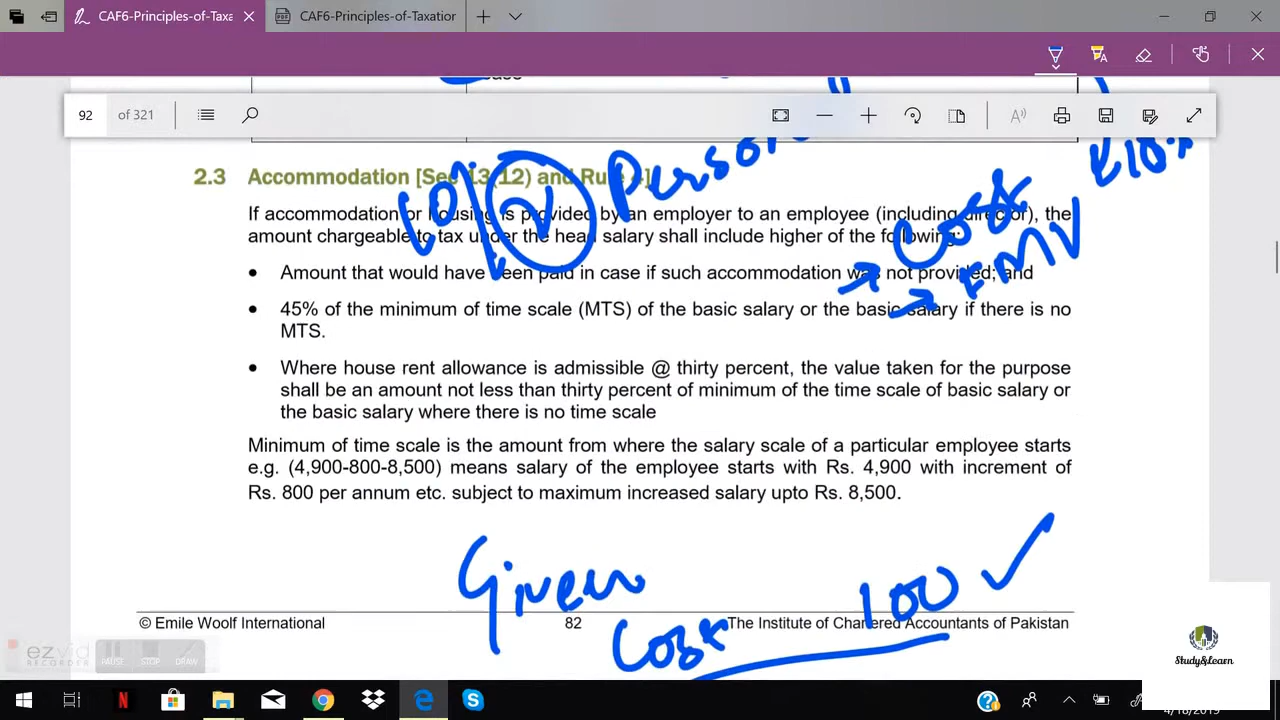 CAF6-Principles-of-Taxa
CAF6-Principles-of-Taxation
92 of 321
2.3 Accommodation [Sec 13(12) and Rule 4]
Person
Cost
FMV
If accommodation or housing is provided by an employer to an employee (including director), the
amount chargeable to tax under the head salary shall include higher of the following:
• Amount that would have been paid in case if such accommodation was not provided; and
• 45% of the minimum of time scale (MTS) of the basic salary or the basic salary if there is no
MTS.
• Where house rent allowance is admissible @ thirty percent, the value taken for the purpose
shall be an amount not less than thirty percent of minimum of the time scale of basic salary or
the basic salary where there is no time scale
Minimum of time scale is the amount from where the salary scale of a particular employee starts
e.g. (4,900-800-8,500) means salary of the employee starts with Rs. 4,900 with increment of
Rs. 800 per annum etc. subject to maximum increased salary upto Rs. 8,500.
Given
Cost 100
© Emile Woolf International 82 The Institute of Chartered Accountants of Pakistan
ezvid
RECORDER
PAUSE STOP DRAW
Study&Learn
4/18/2019